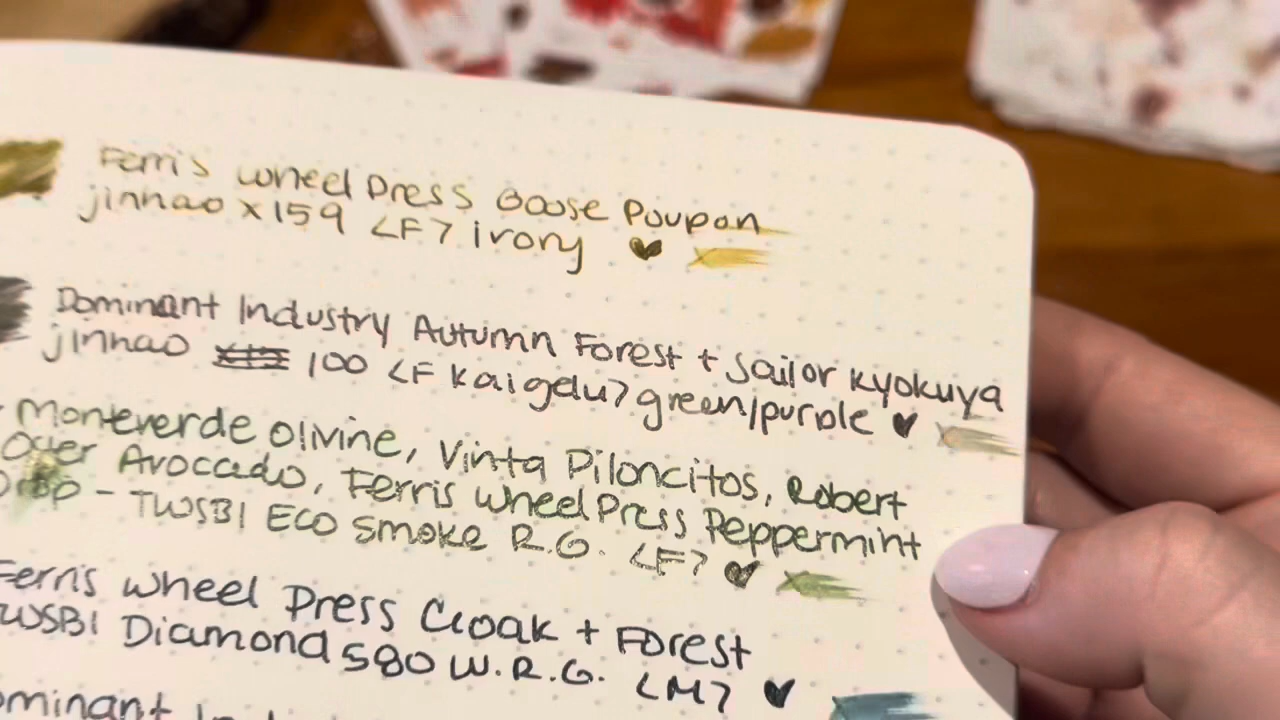 Ferris wheel Press Goose Poupon
jinhao x159 <F> ivory ♥
Dominant Industry Autumn Forest + Sailor Kyokuya
jinhao 100 <F Kaigelu> green/purple ♥
Monteverde Olivine, Vinta Piloncitos, Robert
Oster Avocado, Ferris Wheel Press Peppermint
Drop - TWSBI ECO Smoke R.G. <F> ♥
Ferris Wheel Press Cloak + Forest
TWSBI Diamond 580 W.R.G. <M> ♥